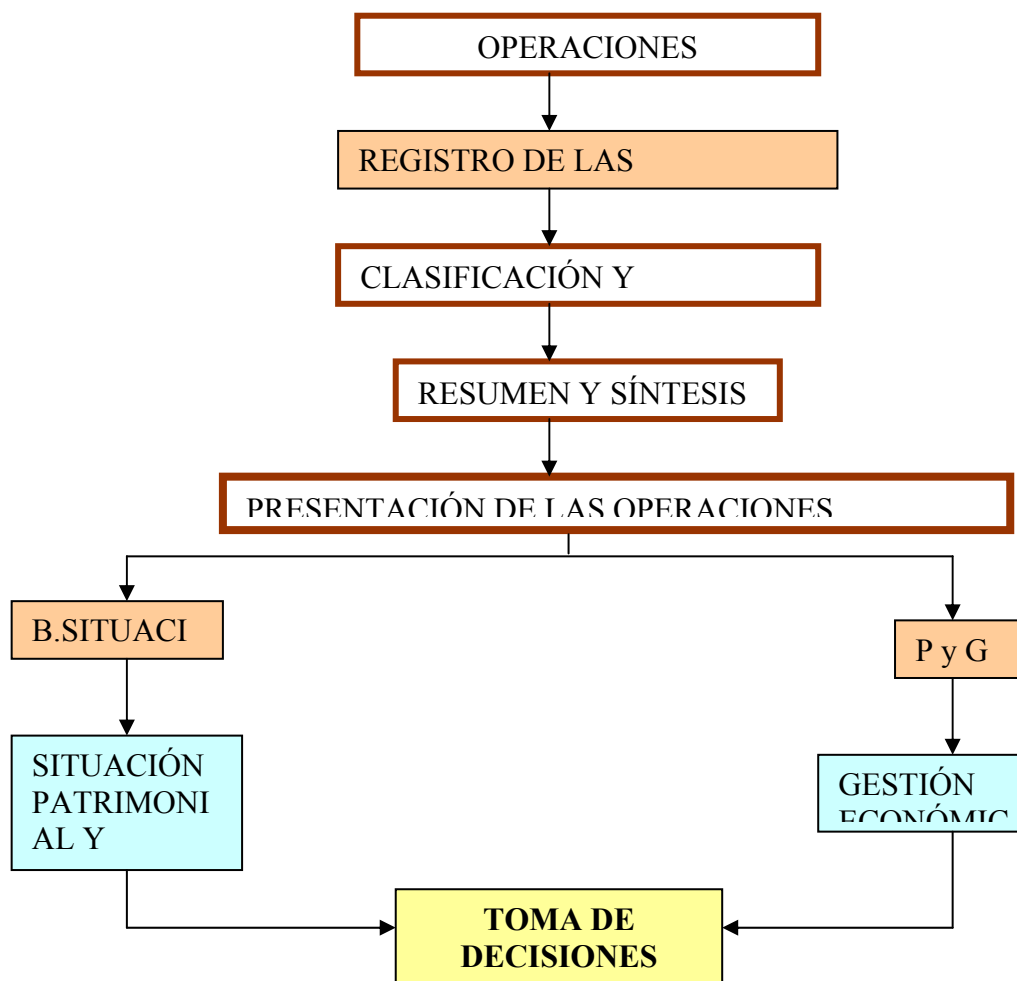 OPERACIONES
REGISTRO DE LAS
CLASIFICACIÓN Y
RESUMEN Y SÍNTESIS
PRESENTACIÓN DE LAS OPERACIONES
B.SITUACI
P y G
SITUACIÓN
PATRIMONI
AL Y
GESTIÓN
ECONÓMIC
TOMA DE
DECISIONES